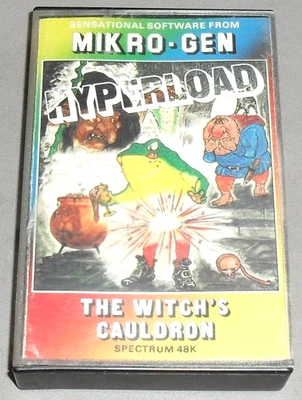 SENSATIONAL SOFTWARE FROM
MIKRO-GEN
HYPERLOAD
THE WITCH'S
CAULDRON
SPECTRUM 48K